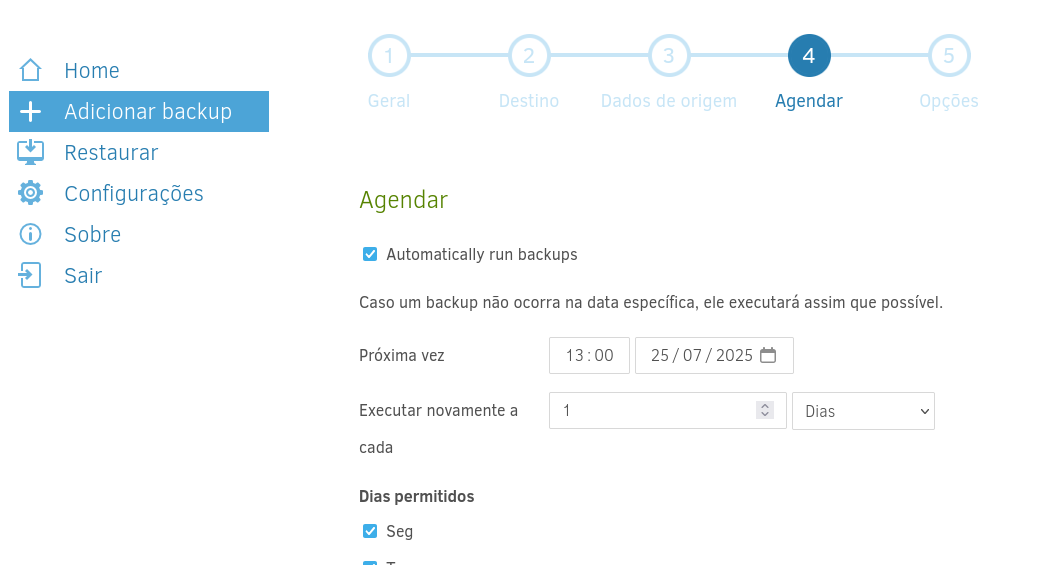 Home
Adicionar backup
Restaurar
Configurações
Sobre
Sair
1 2 3 4 5
Geral Destino Dados de origem Agendar Opções
Agendar
Automatically run backups
Caso um backup não ocorra na data específica, ele executará assim que possível.
Próxima vez 13:00 25/07/2025
Executar novamente a 1 Dias
cada
Dias permitidos
Seg